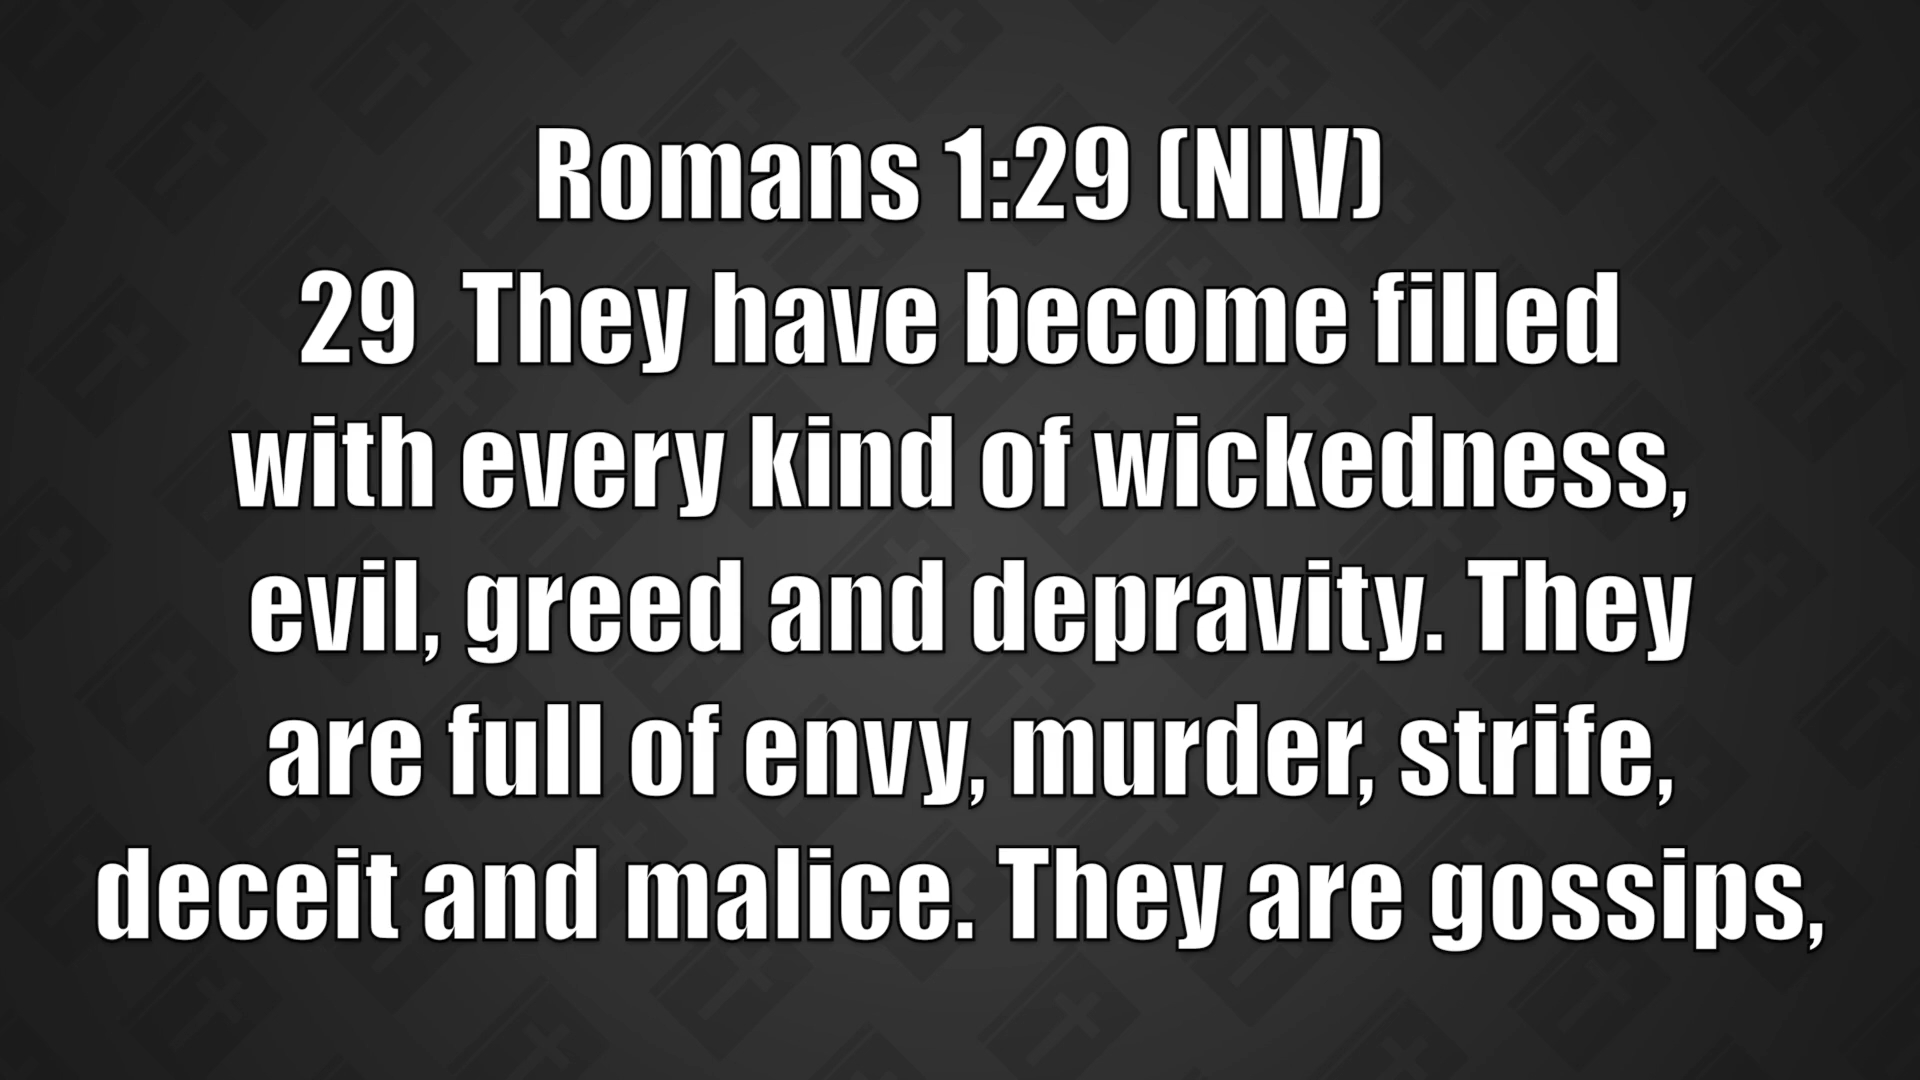 Romans 1:29 (NIV)
29  They have become filled
with every kind of wickedness,
evil, greed and depravity. They
are full of envy, murder, strife,
deceit and malice. They are gossips,